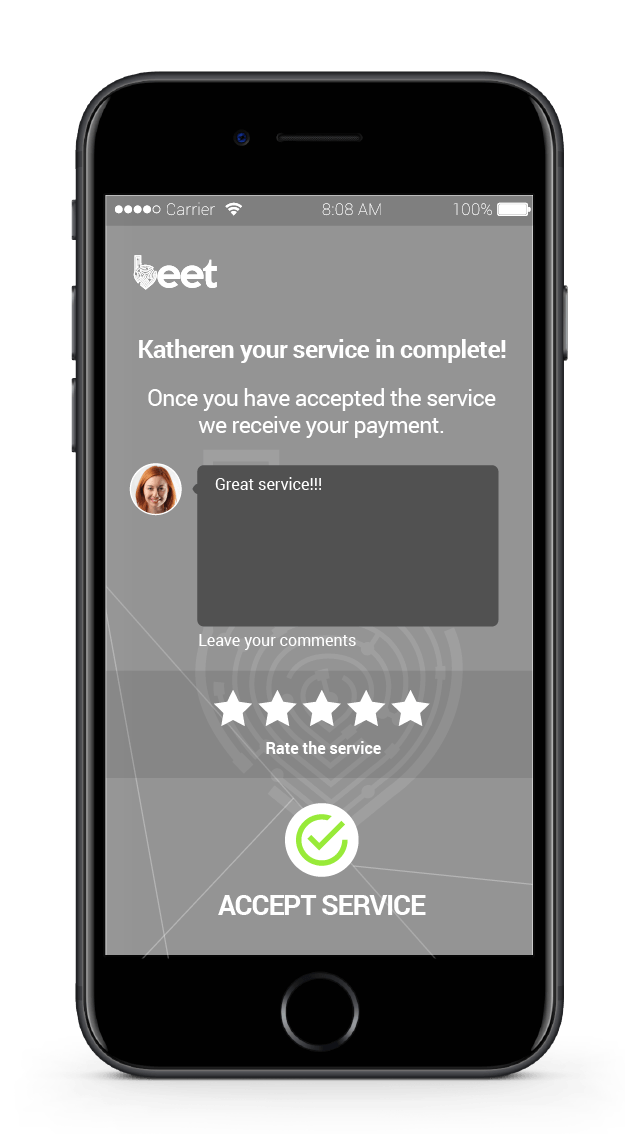 Carrier 8:08 AM 100%
beet
Katheren your service in complete!
Once you have accepted the service
we receive your payment.
Great service!!!
Leave your comments
Rate the service
ACCEPT SERVICE